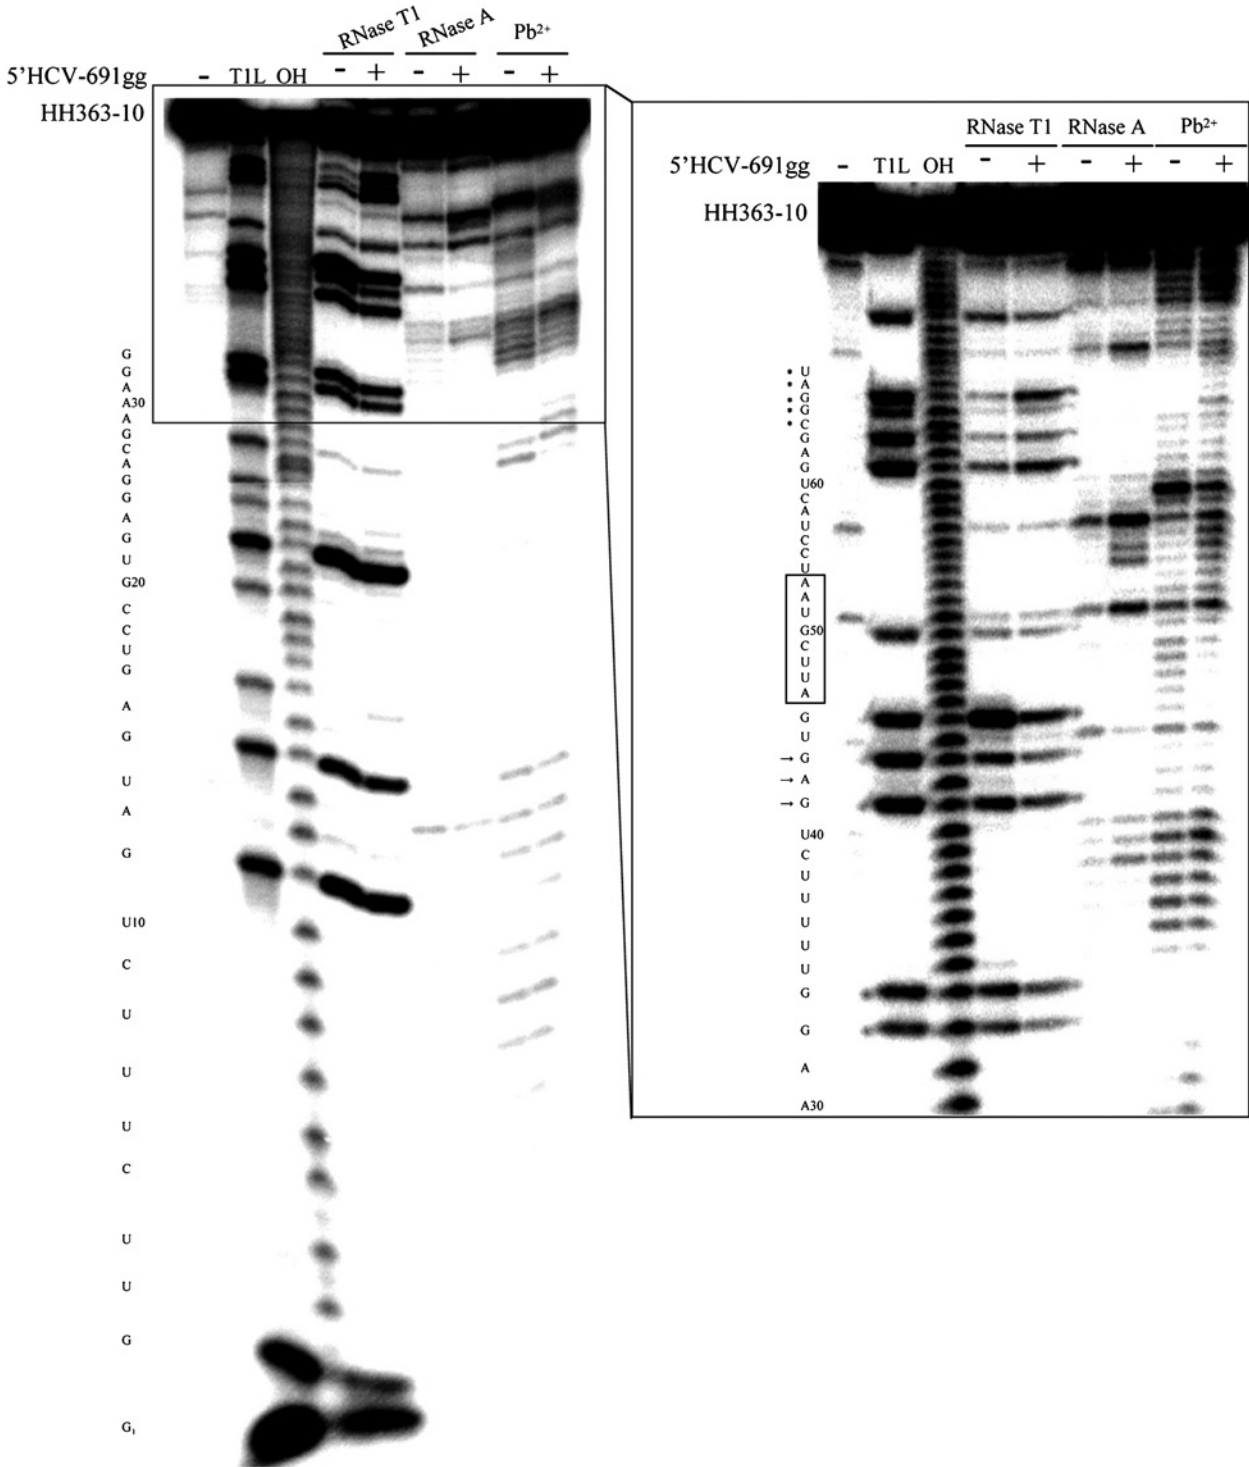 RNase T1 RNase A Pb²⁺
5'HCV-691gg - T1L OH - + - + - +
HH363-10
G
G
A
A30
A
G
C
A
G
G
A
G
U
G20
C
C
U
G
A
G
U
A
G
U10
C
U
U
U
C
U
U
G
G₁
RNase T1 RNase A Pb²⁺
5'HCV-691gg - T1L OH - + - + - +
HH363-10
• U
• A
• G
• G
• C
G
A
G
U60
C
A
U
C
C
U
A
A
U
G50
C
U
U
A
G
U
→ G
→ A
→ G
U40
C
U
U
U
U
U
G
G
A
A30